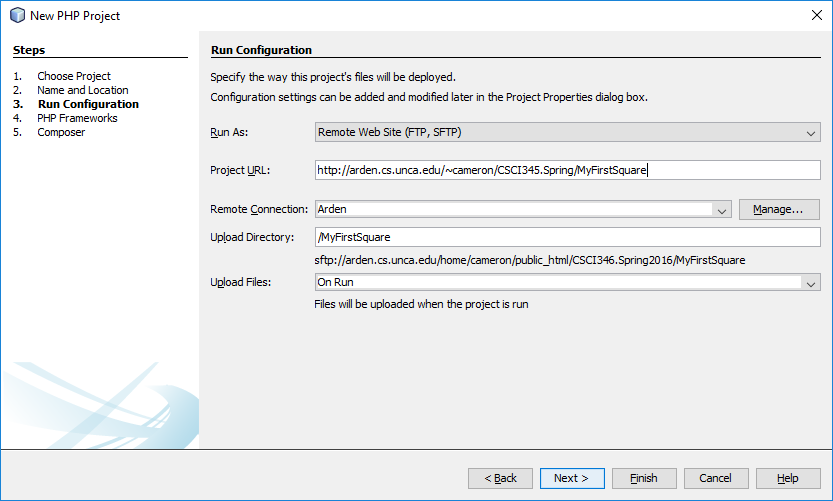 New PHP Project
Steps
1. Choose Project
2. Name and Location
3. Run Configuration
4. PHP Frameworks
5. Composer
Run Configuration
Specify the way this project's files will be deployed.
Configuration settings can be added and modified later in the Project Properties dialog box.
Run As: Remote Web Site (FTP, SFTP)
Project URL: http://arden.cs.unca.edu/~cameron/CSCI345.Spring/MyFirstSquare
Remote Connection: Arden Manage...
Upload Directory: /MyFirstSquare
sftp://arden.cs.unca.edu/home/cameron/public_html/CSCI346.Spring2016/MyFirstSquare
Upload Files: On Run
Files will be uploaded when the project is run
< Back Next > Finish Cancel Help